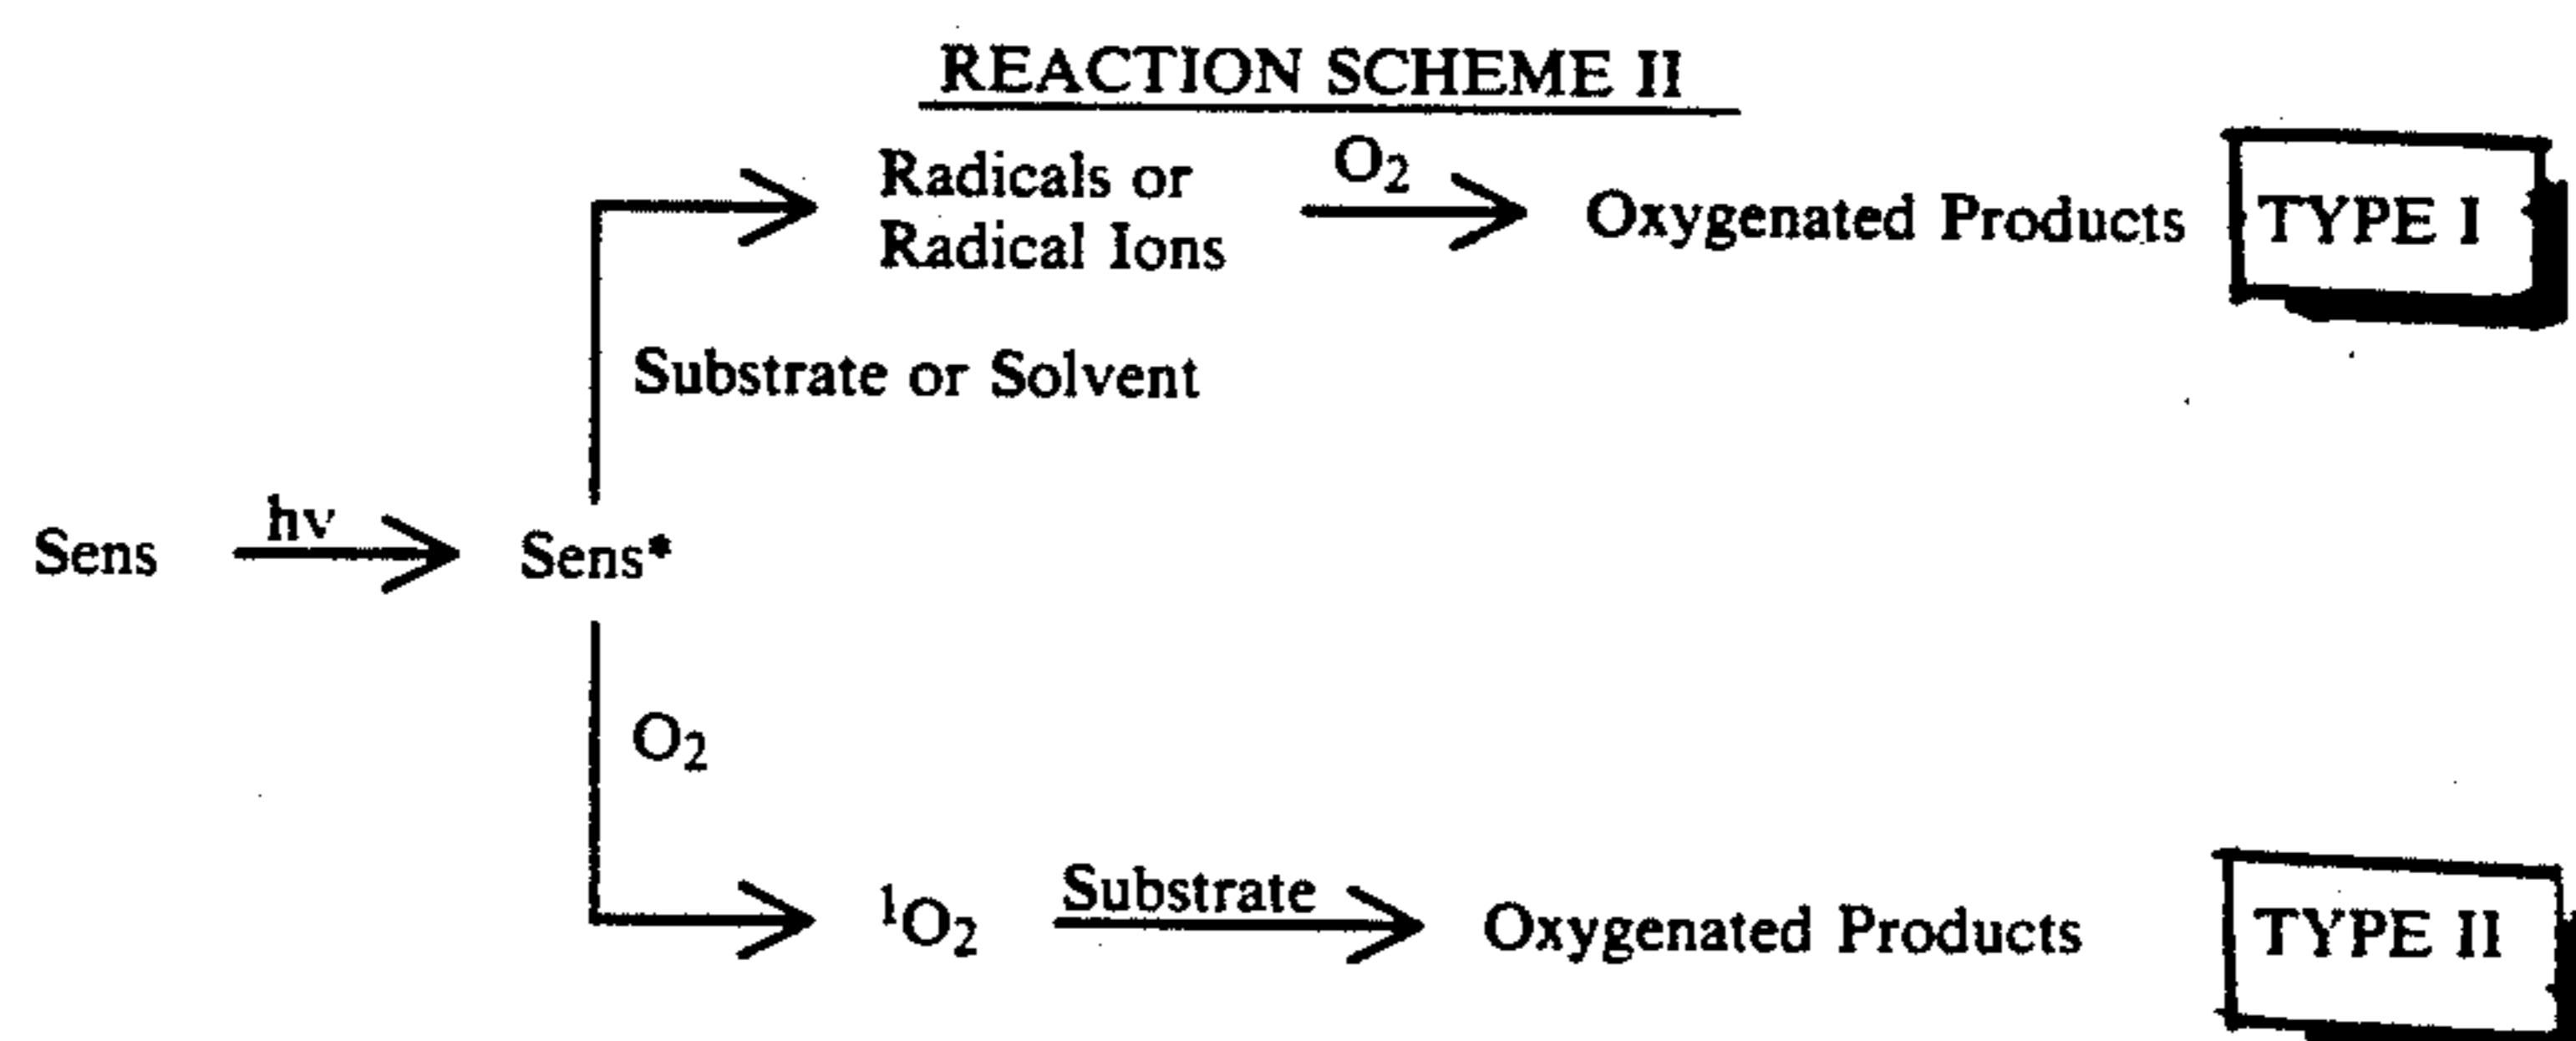 REACTION SCHEME II
Radicals or
Radical Ions
O₂
Oxygenated Products
TYPE I
Substrate or Solvent
Sens
hν
Sens*
O₂
¹O₂
Substrate
Oxygenated Products
TYPE II